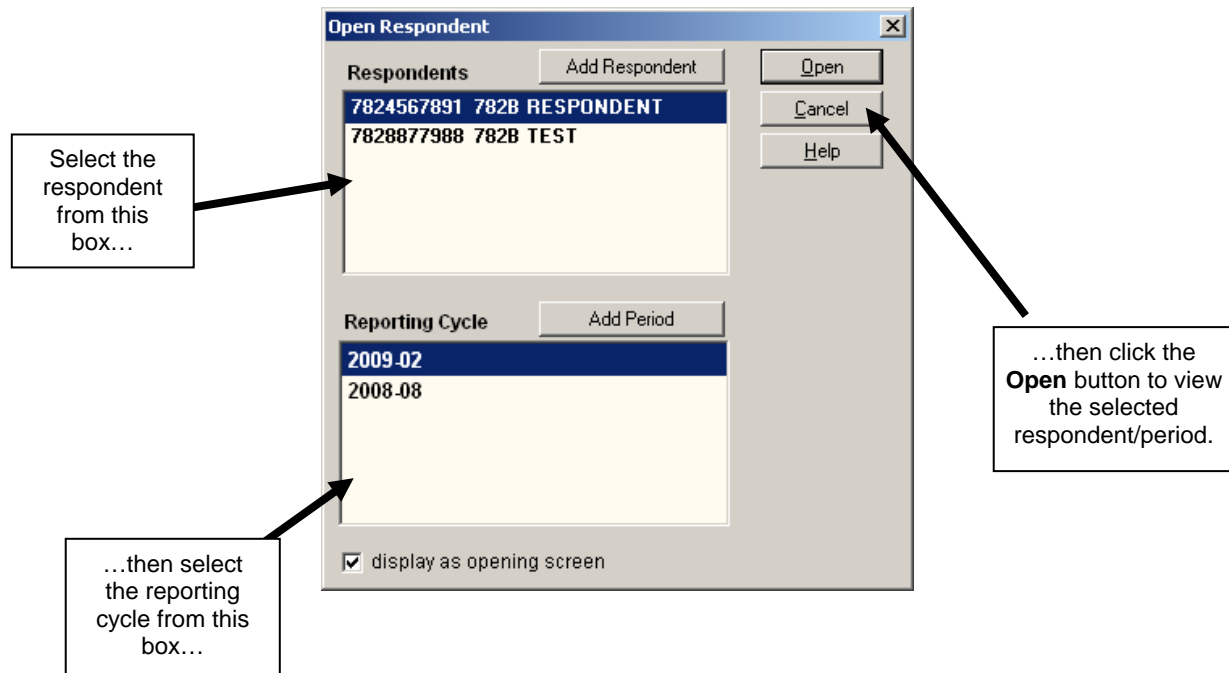 Open Respondent
Respondents
Add Respondent
Open
7824567891 782B RESPONDENT
7828877988 782B TEST
Cancel
Help
Select the
respondent
from this
box…
Reporting Cycle
Add Period
2009-02
2008-08
…then click the
Open button to view
the selected
respondent/period.
display as opening screen
…then select
the reporting
cycle from this
box…